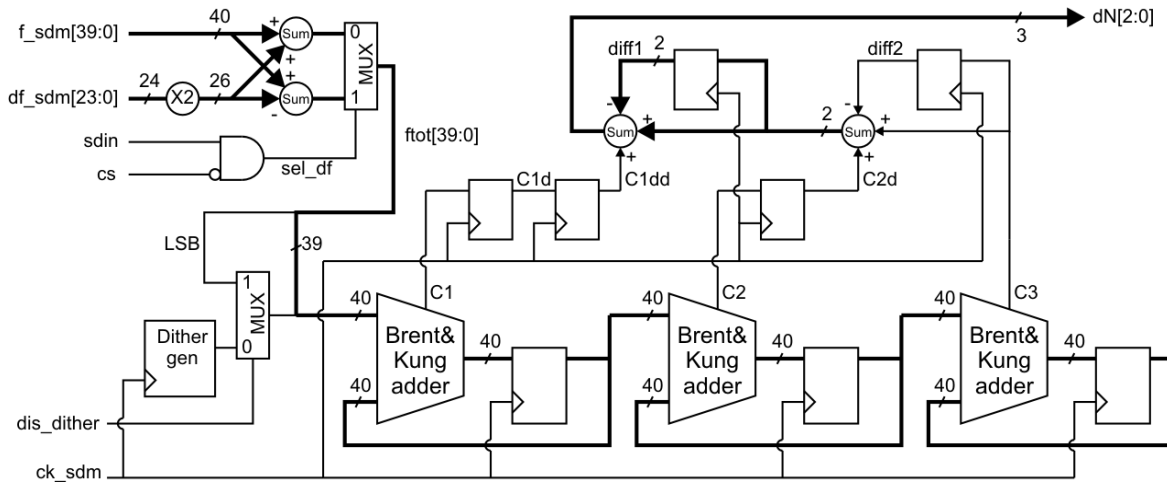 f_sdm[39:0]
40
+
Sum
0
MUX
df_sdm[23:0]
24
X2
26
+
+
Sum
-
1
sdin
cs
sel_df
ftot[39:0]
3
dN[2:0]
diff1
2
diff2
-
Sum
+
+
2
-
Sum
+
+
C1d
C1dd
C2d
LSB
39
1
MUX
0
Dither
gen
C1
40
Brent&
Kung
adder
40
40
C2
40
Brent&
Kung
adder
40
40
C3
40
Brent&
Kung
adder
40
40
dis_dither
ck_sdm